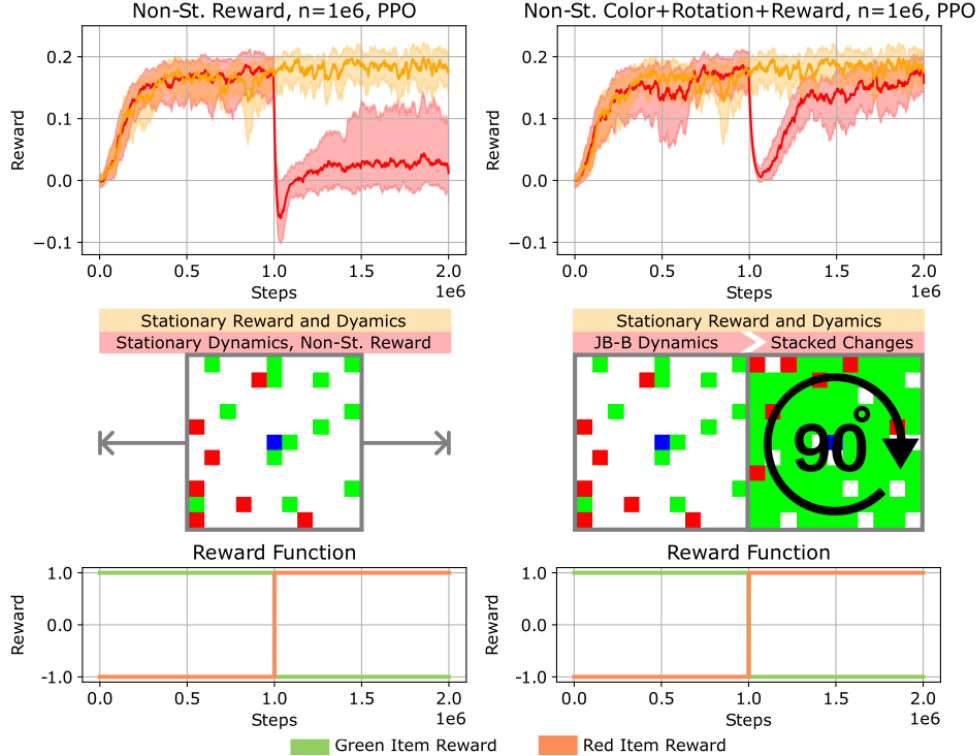 Non-St. Reward, n=1e6, PPO
Non-St. Color+Rotation+Reward, n=1e6, PPO
Reward
0.2
0.1
0.0
−0.1
0.0
0.5
1.0
1.5
2.0
Steps
1e6
Reward
0.2
0.1
0.0
−0.1
0.0
0.5
1.0
1.5
2.0
Steps
1e6
Stationary Reward and Dyamics
Stationary Dynamics, Non-St. Reward
Stationary Reward and Dyamics
JB-B Dynamics
Stacked Changes
90°
Reward Function
Reward
1.0
0.0
-1.0
0.0
0.5
1.0
1.5
2.0
Steps
1e6
Reward Function
Reward
1.0
0.0
-1.0
0.0
0.5
1.0
1.5
2.0
Steps
1e6
Green Item Reward
Red Item Reward